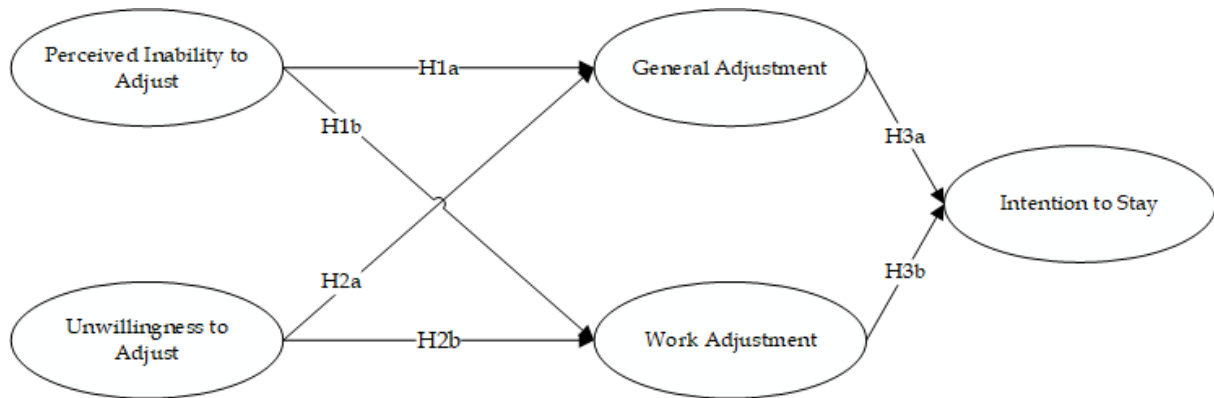 Perceived Inability to
Adjust
H1a
General Adjustment
H1b
H3a
Intention to Stay
H2a
H3b
Unwillingness to
Adjust
H2b
Work Adjustment